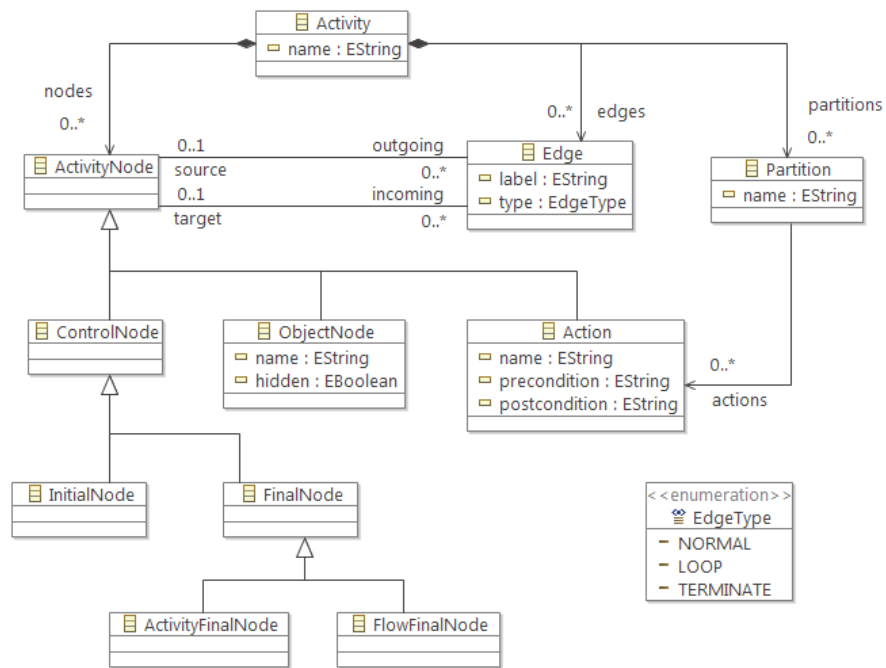 Activity
name : EString
nodes
0..*
0..*
edges
partitions
0..*
ActivityNode
0..1
outgoing
source
0..*
0..1
incoming
target
0..*
Edge
label : EString
type : EdgeType
Partition
name : EString
ControlNode
ObjectNode
name : EString
hidden : EBoolean
Action
name : EString
precondition : EString
postcondition : EString
0..*
actions
InitialNode
FinalNode
<<enumeration>>
EdgeType
NORMAL
LOOP
TERMINATE
ActivityFinalNode
FlowFinalNode